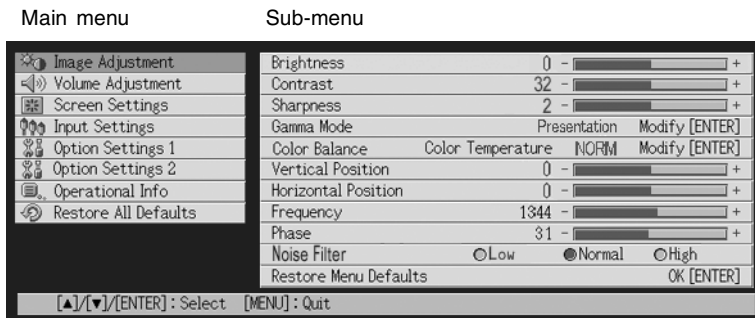 Main menu
Sub-menu
Image Adjustment
Volume Adjustment
Screen Settings
Input Settings
Option Settings 1
Option Settings 2
Operational Info
Restore All Defaults
Brightness 0 - +
Contrast 32 - +
Sharpness 2 - +
Gamma Mode Presentation Modify [ENTER]
Color Balance Color Temperature NORM Modify [ENTER]
Vertical Position 0 - +
Horizontal Position 0 - +
Frequency 1344 - +
Phase 31 - +
Noise Filter Low Normal High
Restore Menu Defaults OK [ENTER]
[▲]/[▼]/[ENTER] : Select [MENU] : Quit